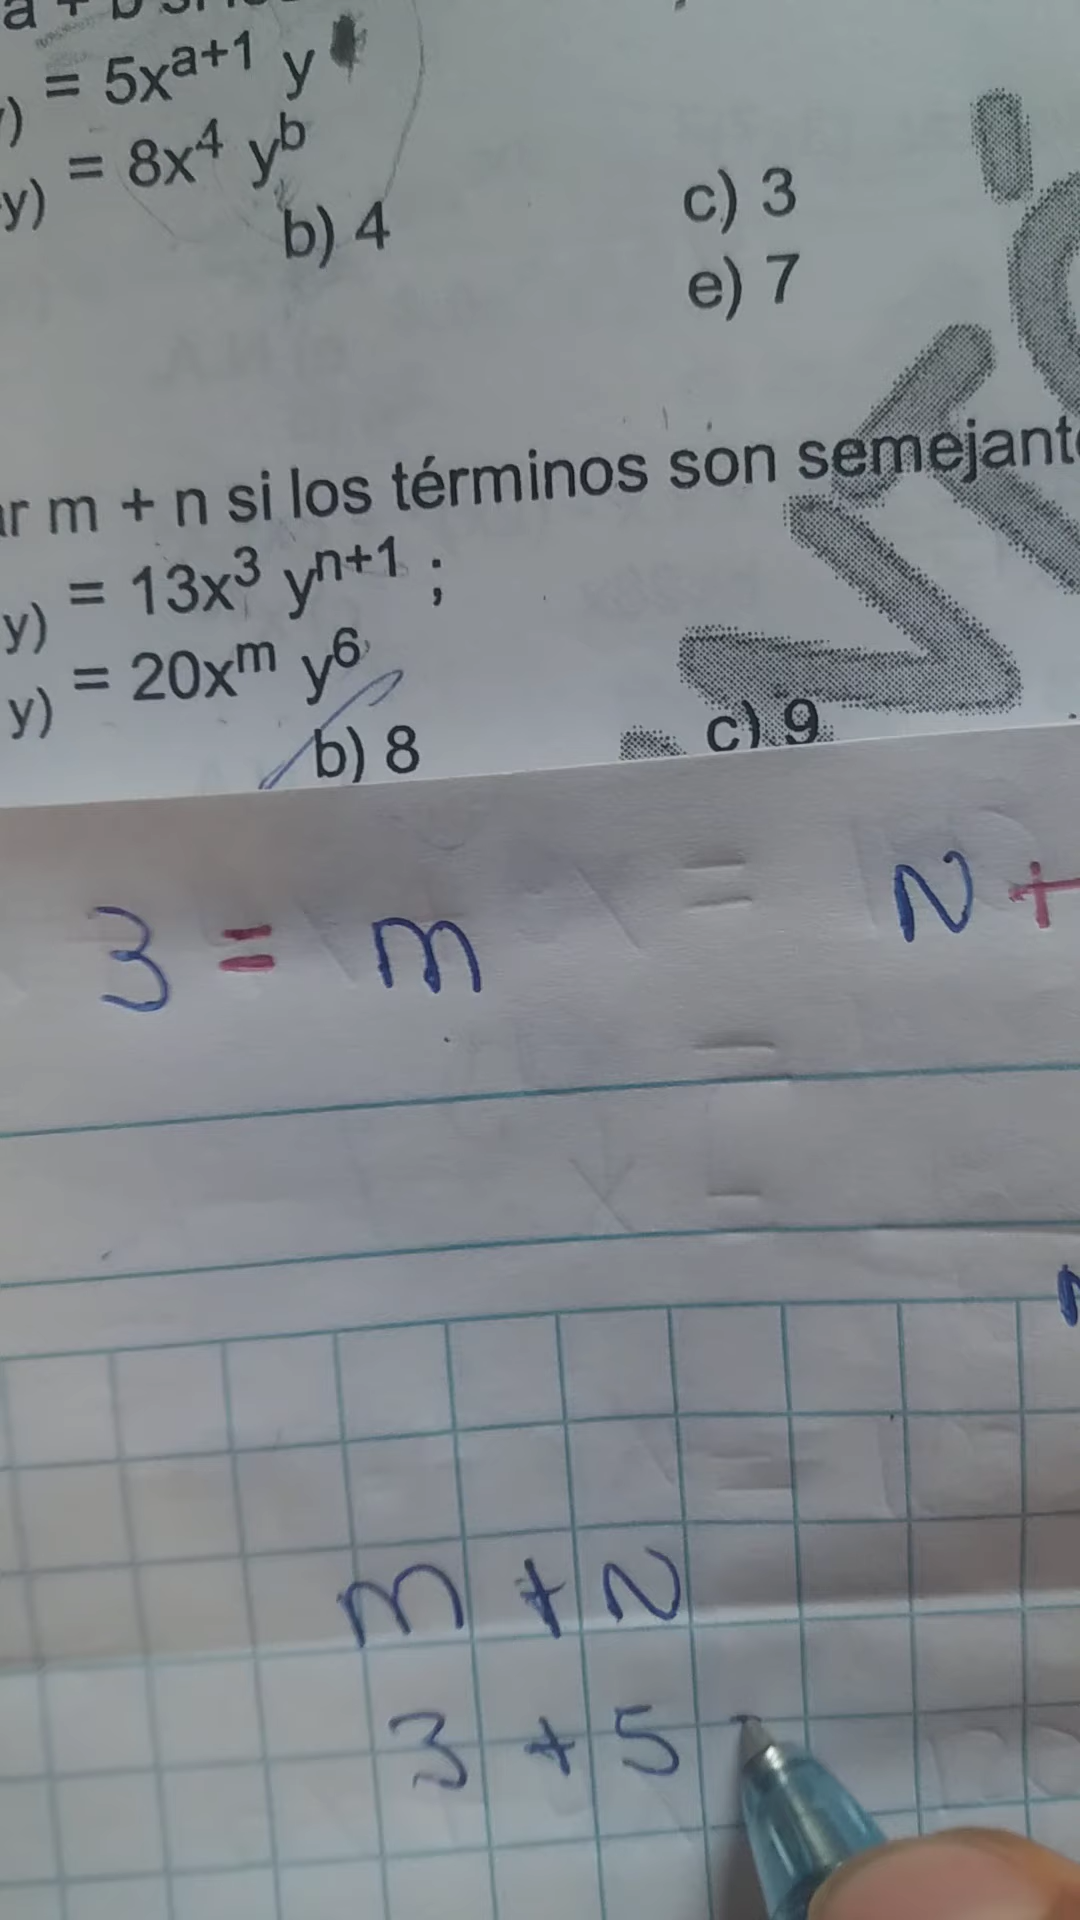 a + b
) = 5x^{a+1} y
y) = 8x^4 y^b
b) 4 c) 3
e) 7
r m + n si los términos son semejant
y) = 13x^3 y^{n+1} ;
y) = 20x^m y^6
b) 8 c) 9
3 = m N +
m + N
3 + 5